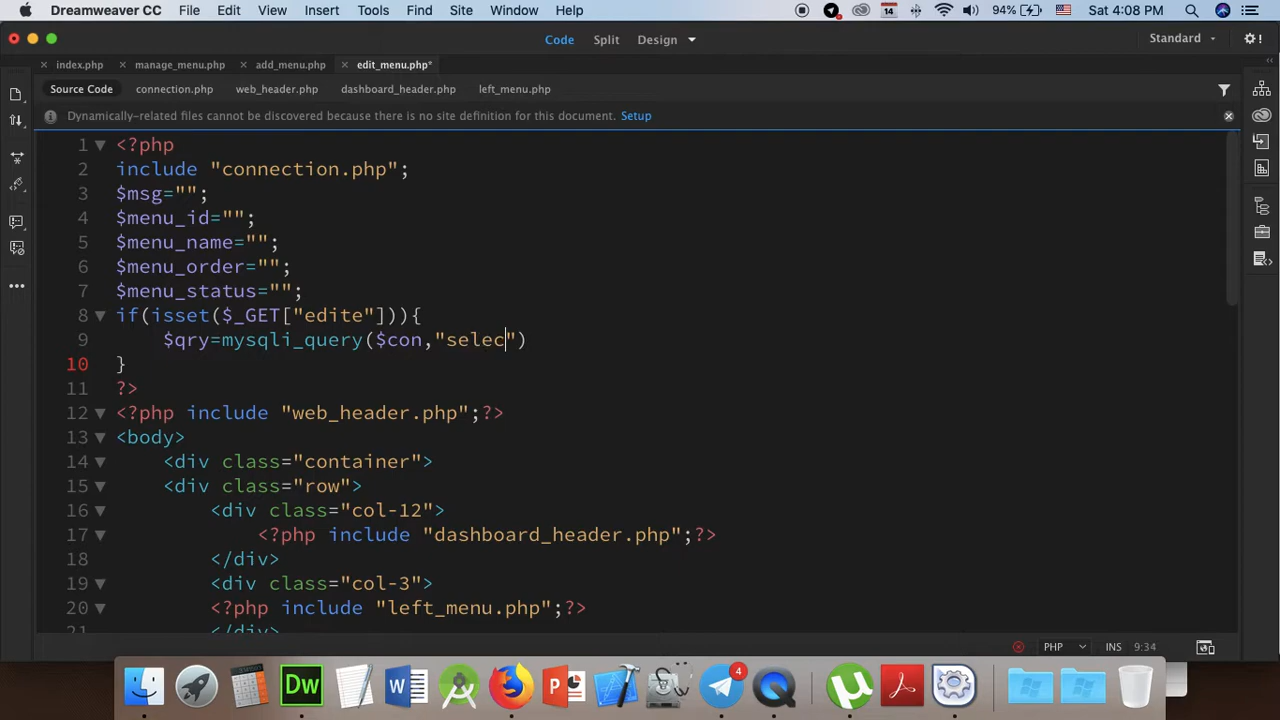 Dreamweaver CC File Edit View Insert Tools Find Site Window Help 14 94% Sat 4:08 PM
Code Split Design Standard
index.php manage_menu.php add_menu.php edit_menu.php*
Source Code connection.php web_header.php dashboard_header.php left_menu.php
Dynamically-related files cannot be discovered because there is no site definition for this document. Setup
1 <?php
2 include "connection.php";
3 $msg="";
4 $menu_id="";
5 $menu_name="";
6 $menu_order="";
7 $menu_status="";
8 if(isset($_GET["edite"])){
9 $qry=mysqli_query($con,"selec")
10 }
11 ?>
12 <?php include "web_header.php";?>
13 <body>
14 <div class="container">
15 <div class="row">
16 <div class="col-12">
17 <?php include "dashboard_header.php";?>
18 </div>
19 <div class="col-3">
20 <?php include "left_menu.php";?>
21 </div>
PHP INS 9:34
Dw W P 4